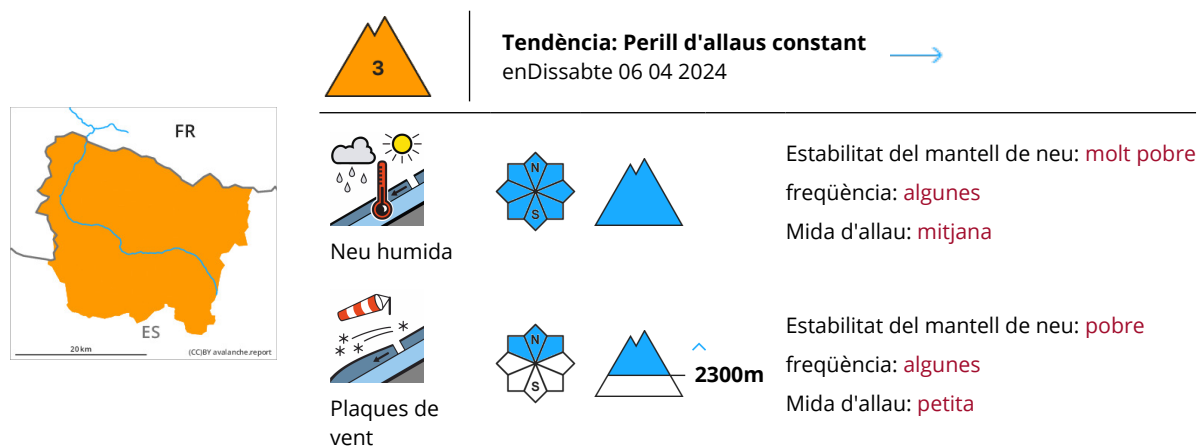 3
Tendència: Perill d'allaus constant
enDissabte 06 04 2024
FR
ES
20 km
(CC)BY avalanche.report
N
S
Neu humida
Estabilitat del mantell de neu: molt pobre
freqüència: algunes
Mida d'allau: mitjana
N
S
2300m
Plaques de
vent
Estabilitat del mantell de neu: pobre
freqüència: algunes
Mida d'allau: petita